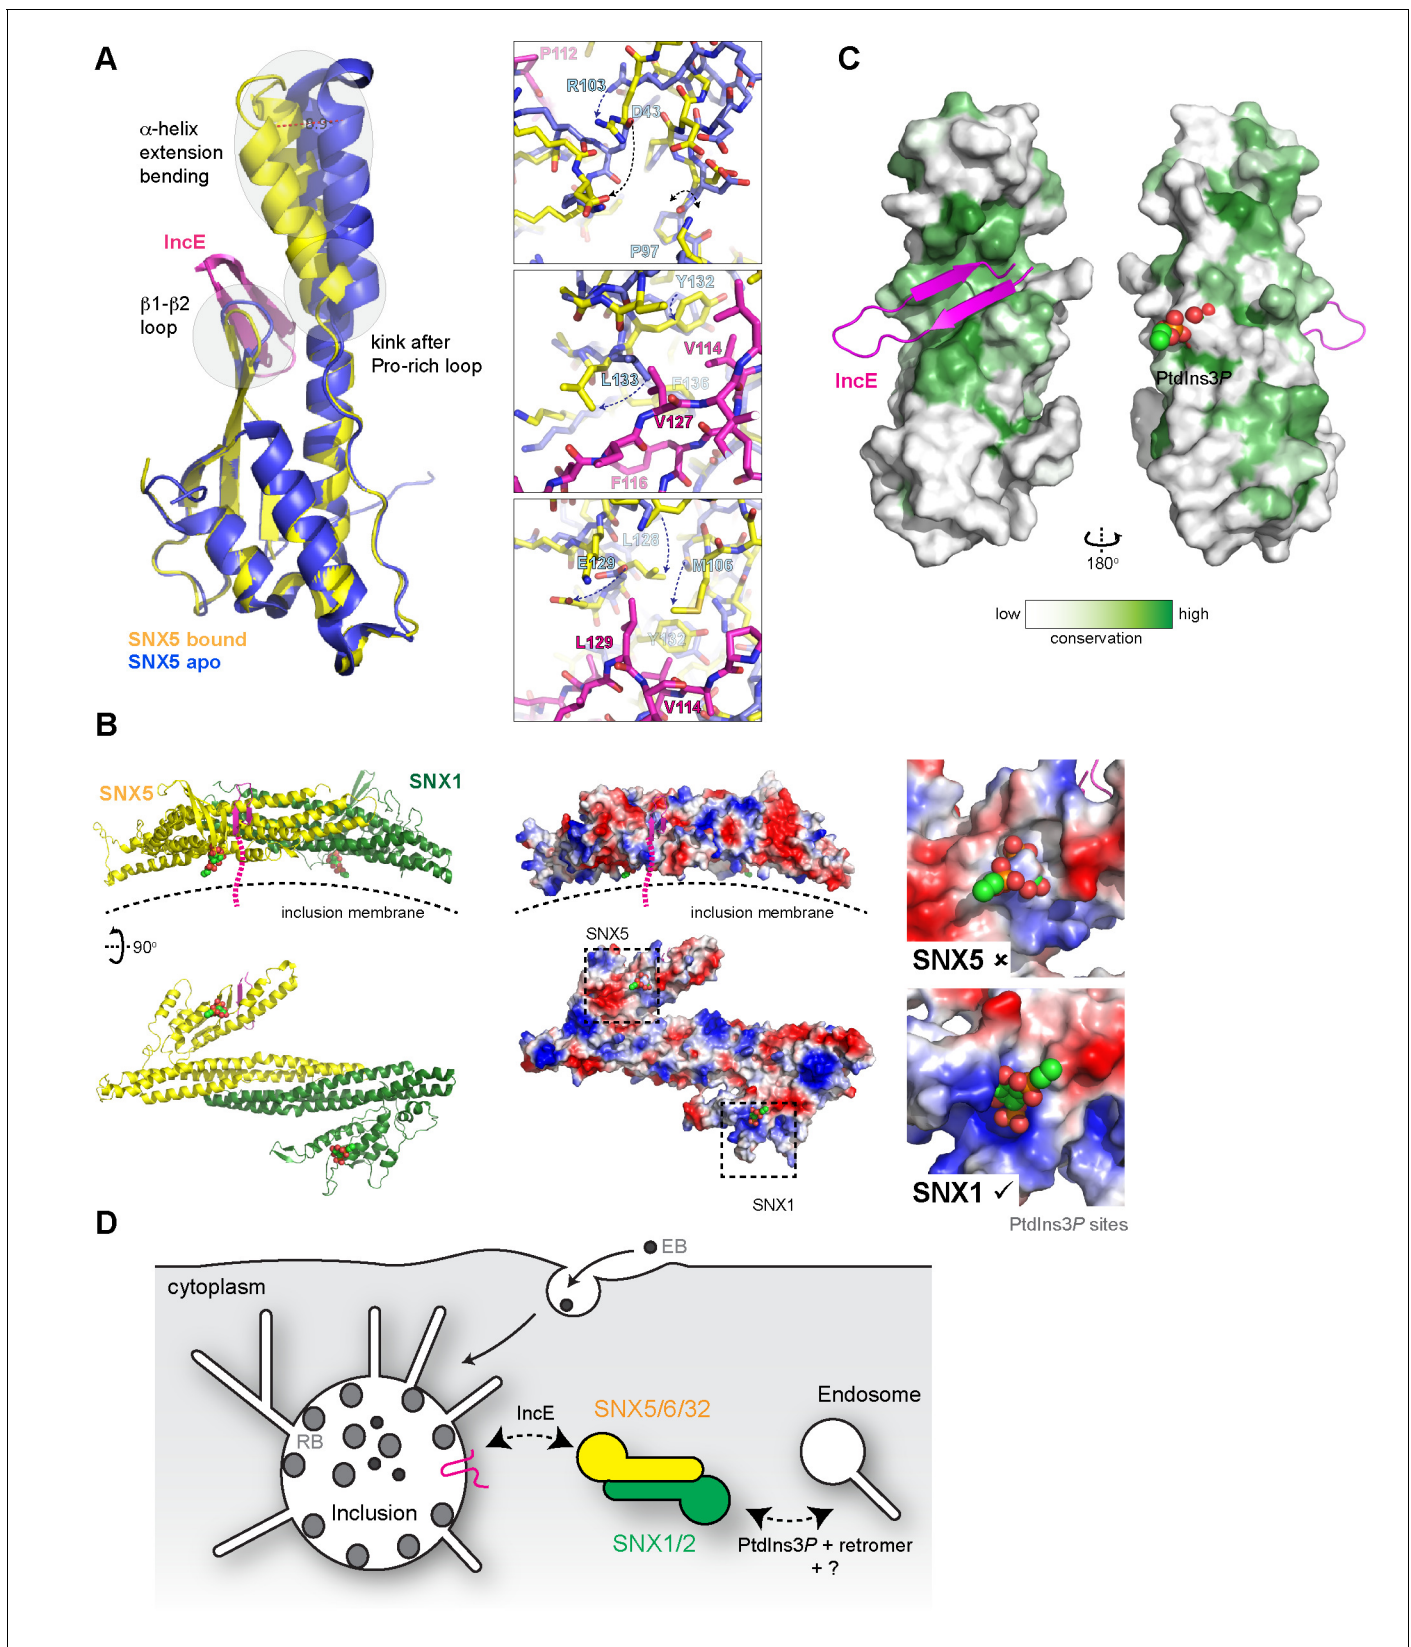 A
α-helix
extension
bending
IncE
β1-β2
loop
kink after
Pro-rich loop
SNX5 bound
SNX5 apo
P112
R103
D43
P97
Y132
V114
L133
F136
V127
F116
L128
E129
M106
Y132
L129
V114
C
IncE
PtdIns3P
180°
low
high
conservation
B
SNX5
SNX1
inclusion membrane
90°
inclusion membrane
SNX5
SNX1
SNX5 ×
SNX1 ✓
PtdIns3P sites
D
EB
cytoplasm
RB
Inclusion
IncE
SNX5/6/32
SNX1/2
Endosome
PtdIns3P + retromer
+ ?